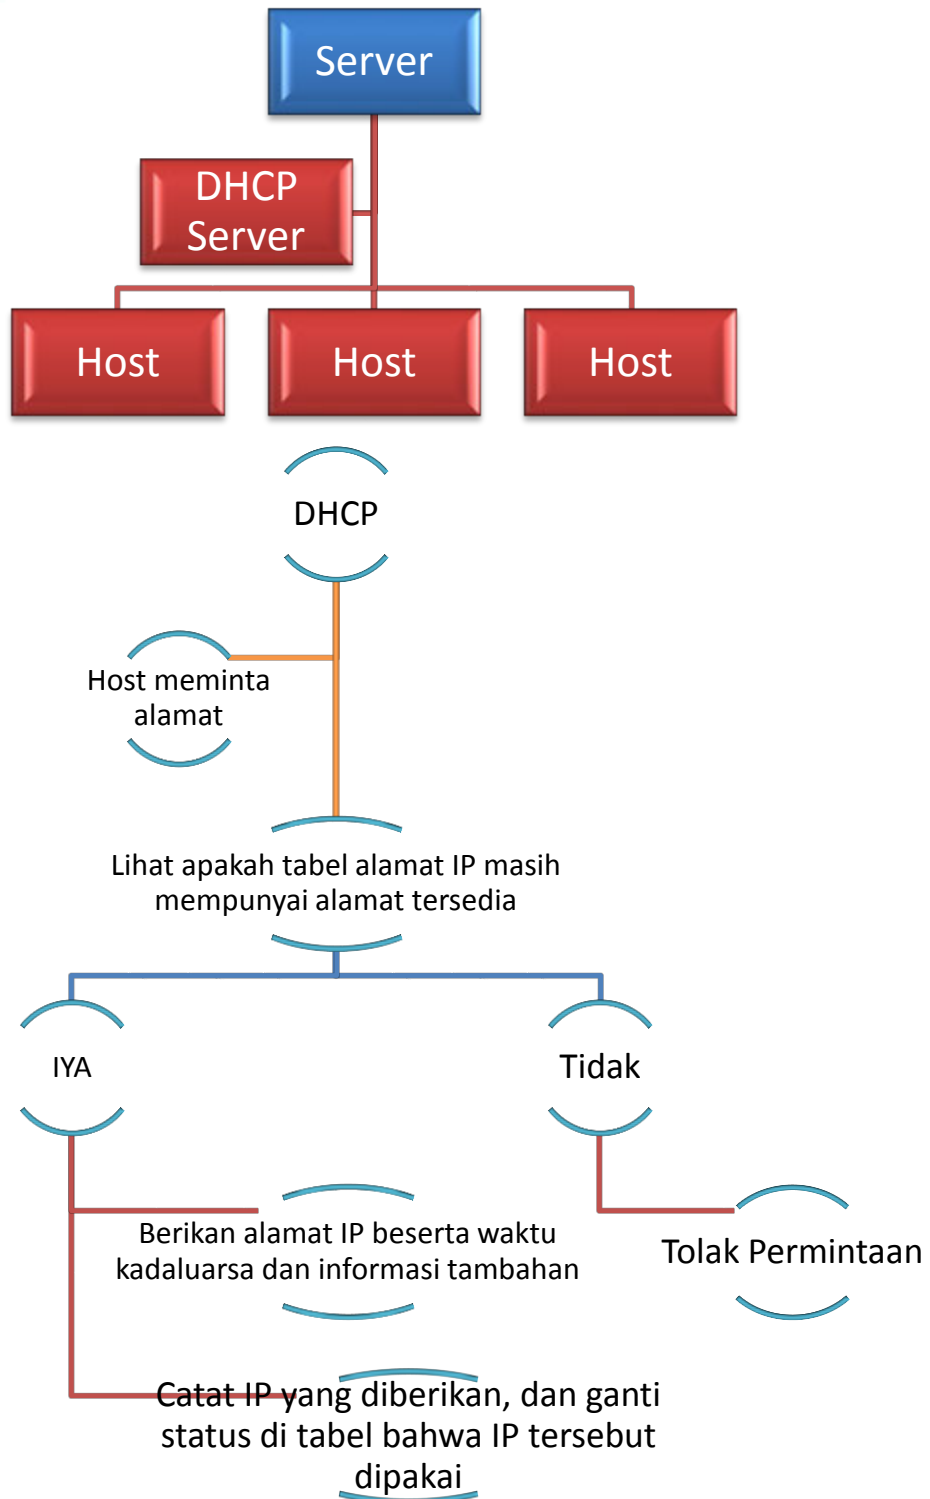 Server
DHCP
Server
Host
Host
Host
DHCP
Host meminta
alamat
Lihat apakah tabel alamat IP masih
mempunyai alamat tersedia
IYA
Tidak
Berikan alamat IP beserta waktu
kadaluarsa dan informasi tambahan
Tolak Permintaan
Catat IP yang diberikan, dan ganti
status di tabel bahwa IP tersebut
dipakai